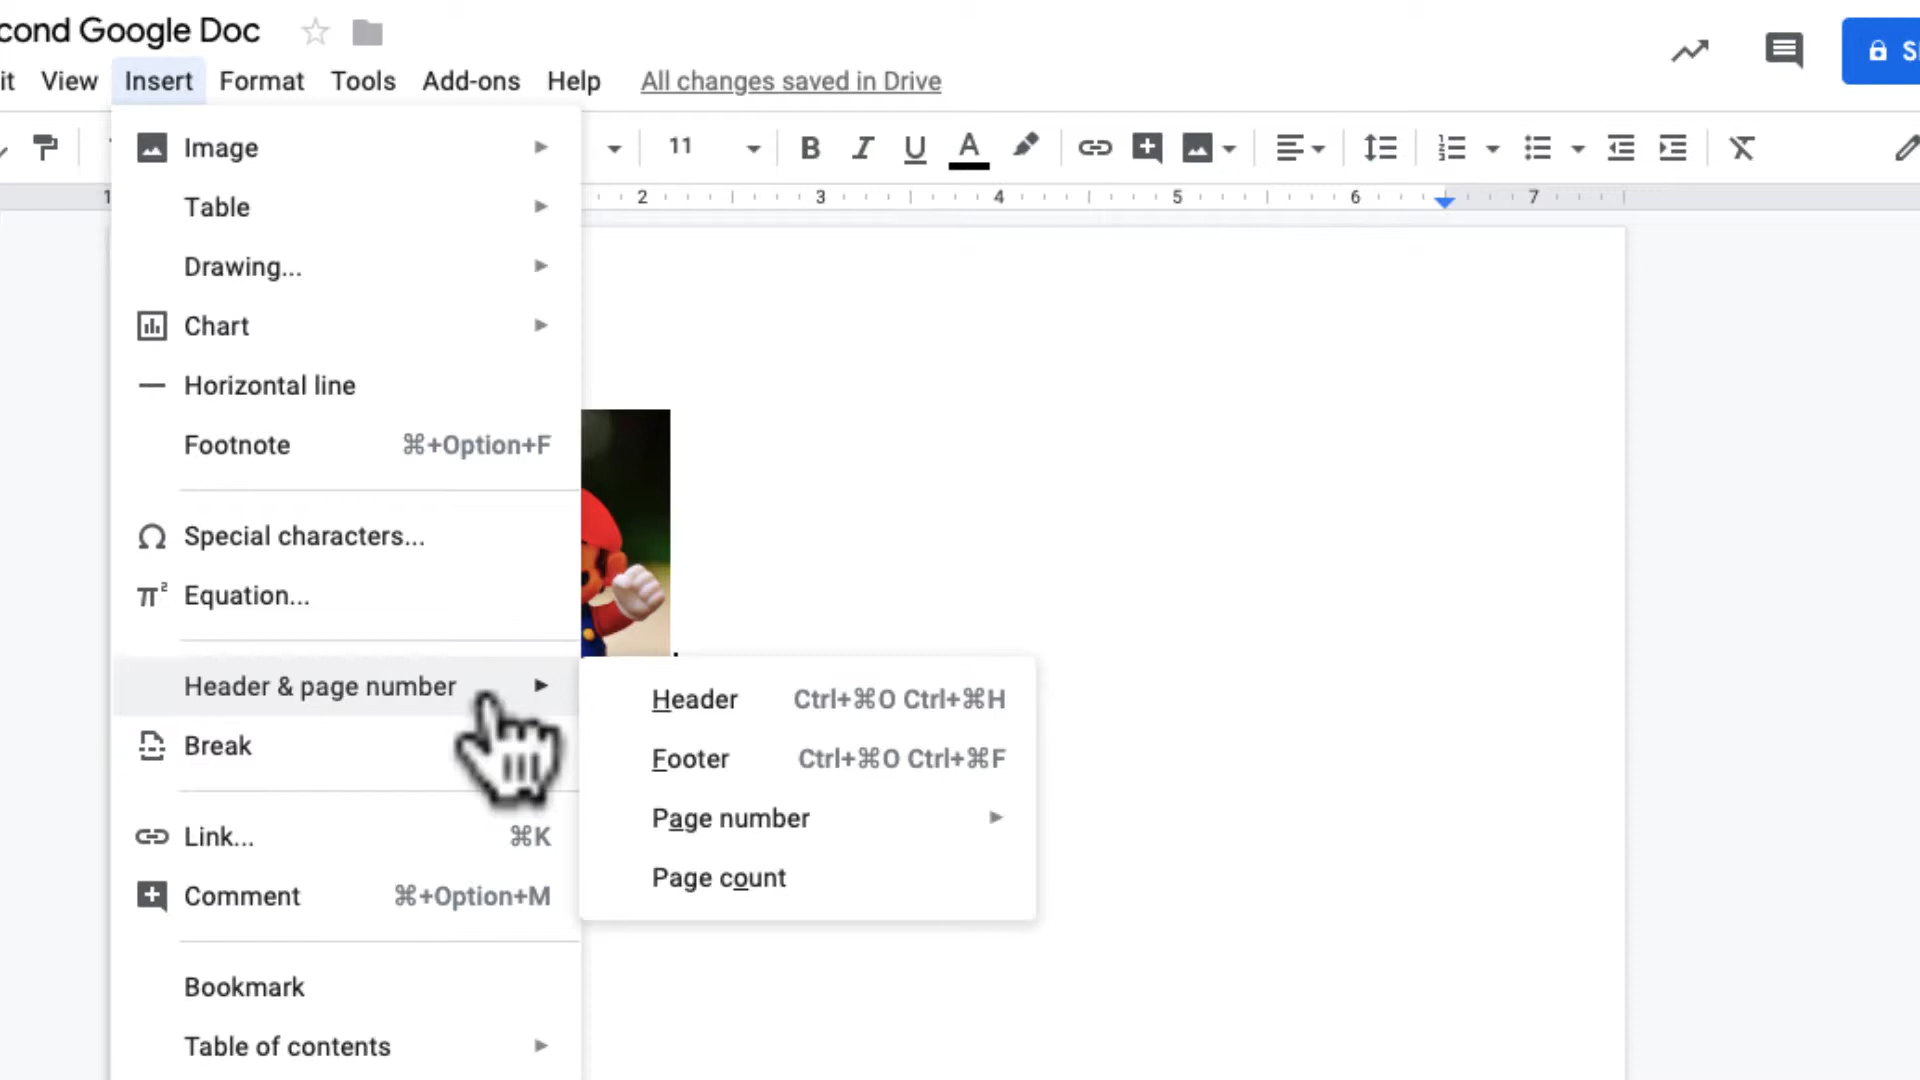 cond Google Doc
it View Insert Format Tools Add-ons Help All changes saved in Drive
11 B I U A
1 2 3 4 5 6 7
Image
Table
Drawing...
Chart
Horizontal line
Footnote ⌘+Option+F
Special characters...
Equation...
Header & page number
Break
Link... ⌘K
Comment ⌘+Option+M
Bookmark
Table of contents
Header Ctrl+⌘O Ctrl+⌘H
Footer Ctrl+⌘O Ctrl+⌘F
Page number
Page count